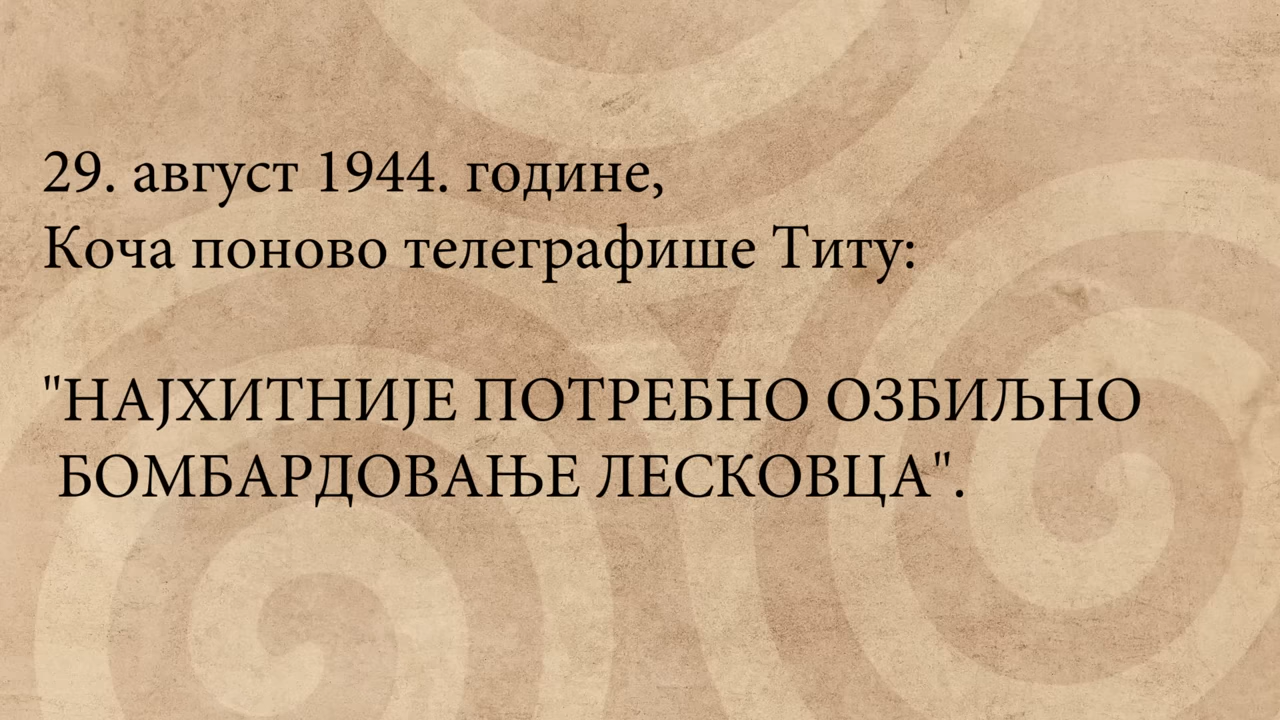 29. август 1944. године,
Коча поново телеграфише Титу:
"НАЈХИТНИЈЕ ПОТРЕБНО ОЗБИЉНО
БОМБАРДОВАЊЕ ЛЕСКОВЦА".